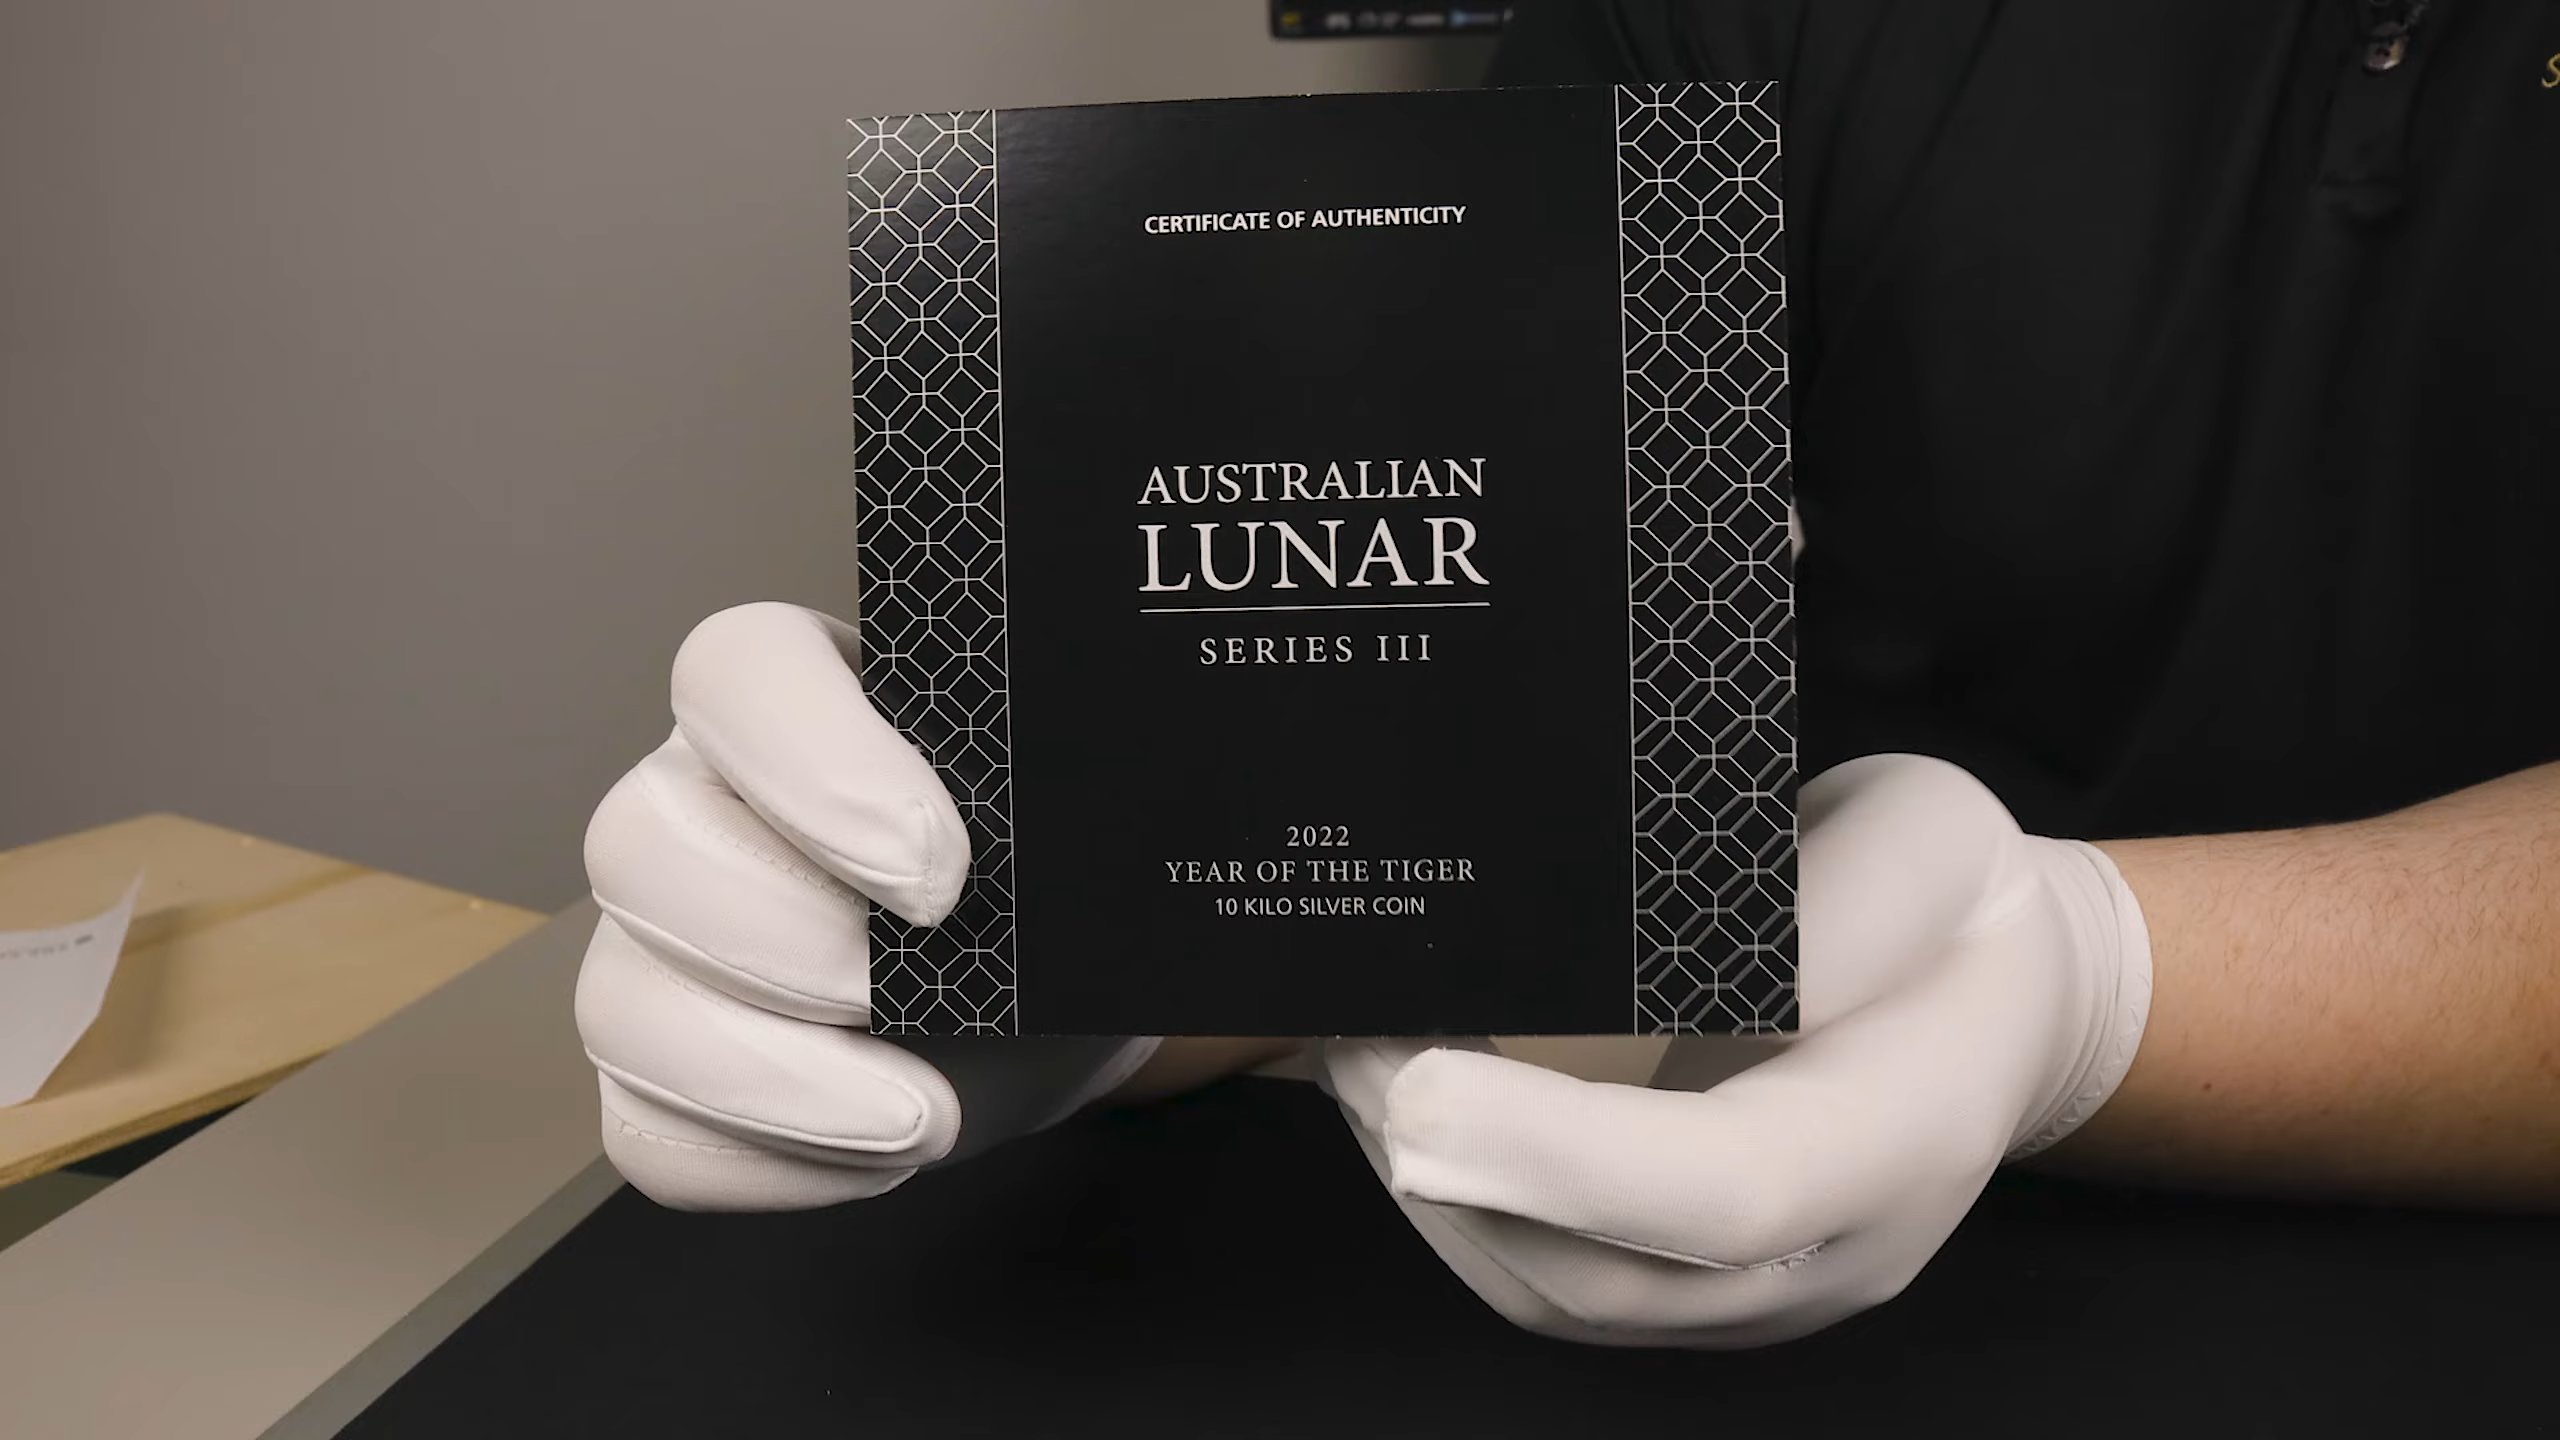 CERTIFICATE OF AUTHENTICITY
AUSTRALIAN
LUNAR
SERIES III
2022
YEAR OF THE TIGER
10 KILO SILVER COIN